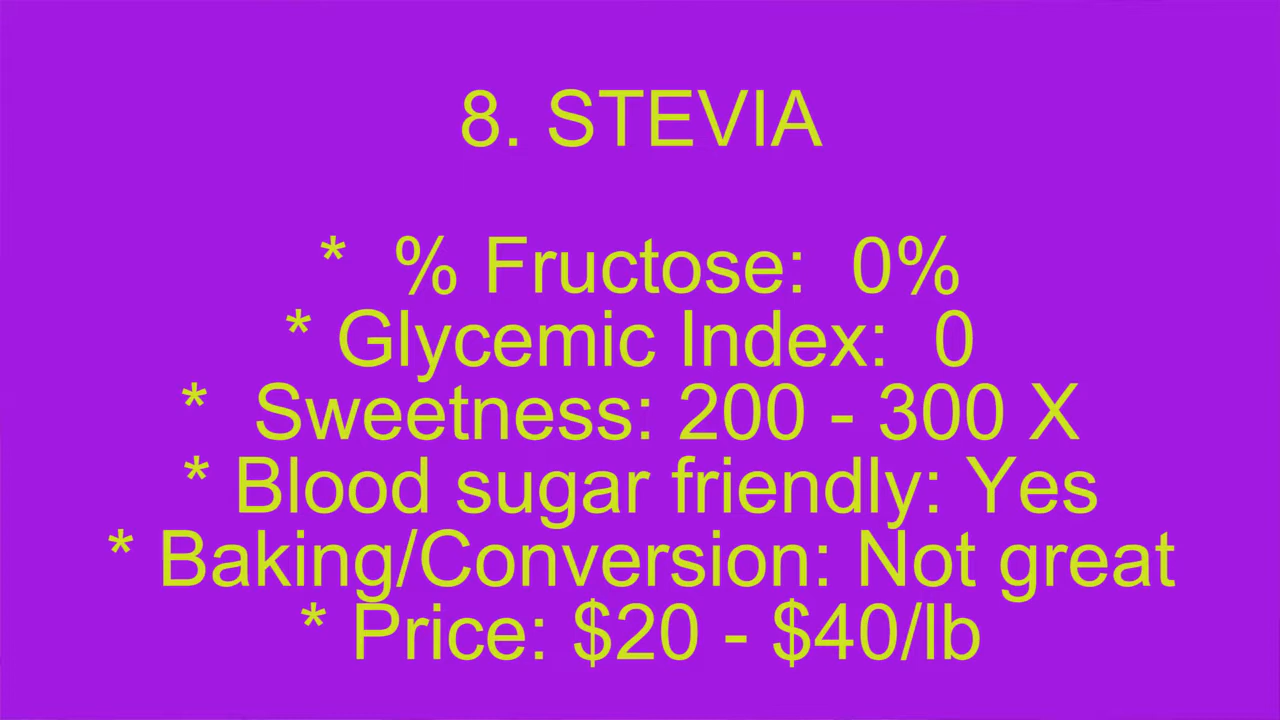 8. STEVIA
*  % Fructose:  0%
* Glycemic Index:  0
*  Sweetness: 200 - 300 X
* Blood sugar friendly: Yes
* Baking/Conversion: Not great
* Price: $20 - $40/lb